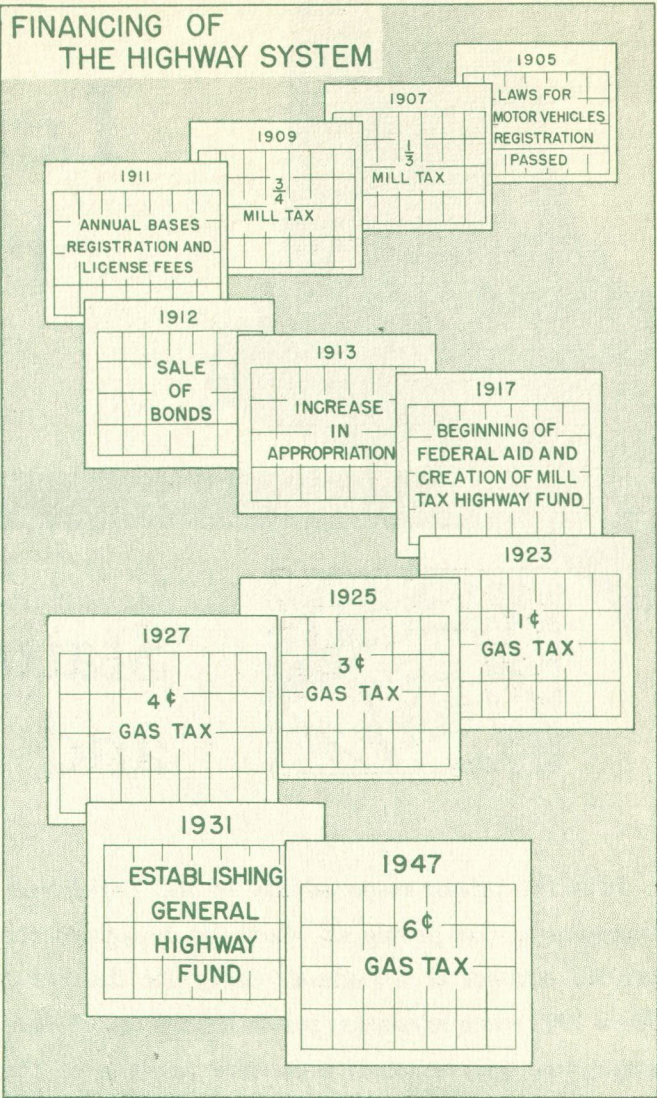 FINANCING OF
THE HIGHWAY SYSTEM
1905
LAWS FOR
MOTOR VEHICLES
REGISTRATION
PASSED
1907
1/3
MILL TAX
1909
3/4
MILL TAX
1911
ANNUAL BASES
REGISTRATION AND
LICENSE FEES
1912
SALE
OF
BONDS
1913
INCREASE
IN
APPROPRIATION
1917
BEGINNING OF
FEDERAL AID AND
CREATION OF MILL
TAX HIGHWAY FUND
1923
1¢
GAS TAX
1925
3¢
GAS TAX
1927
4¢
GAS TAX
1931
ESTABLISHING
GENERAL
HIGHWAY
FUND
1947
6¢
GAS TAX